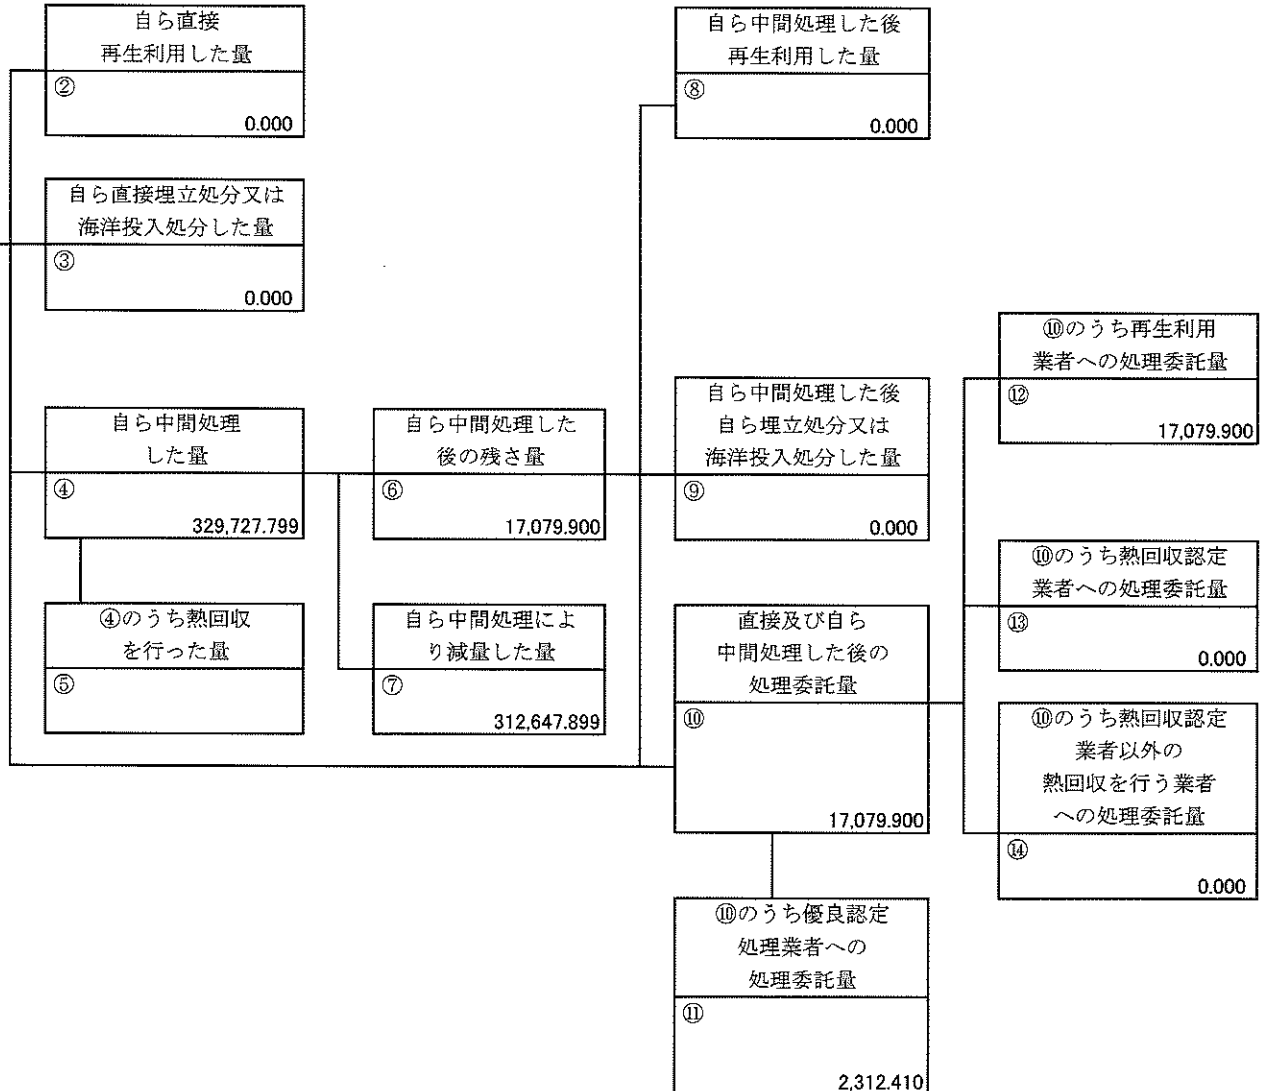 自ら直接
再生利用した量
②
0.000
自ら直接埋立処分又は
海洋投入処分した量
③
0.000
自ら中間処理
した量
④
329,727.799
④のうち熱回収
を行った量
⑤
自ら中間処理した
後の残さ量
⑥
17,079.900
自ら中間処理によ
り減量した量
⑦
312,647.899
自ら中間処理した後
再生利用した量
⑧
0.000
自ら中間処理した後
自ら埋立処分又は
海洋投入処分した量
⑨
0.000
直接及び自ら
中間処理した後の
処理委託量
⑩
17,079.900
⑩のうち優良認定
処理業者への
処理委託量
⑪
2,312.410
⑩のうち再生利用
業者への処理委託量
⑫
17,079.900
⑩のうち熱回収認定
業者への処理委託量
⑬
0.000
⑩のうち熱回収認定
業者以外の
熱回収を行う業者
への処理委託量
⑭
0.000